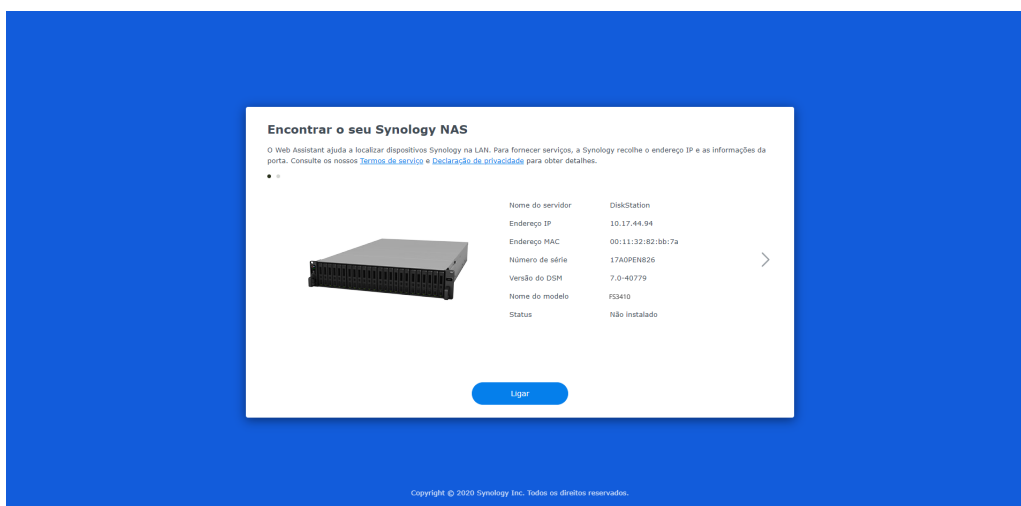 Encontrar o seu Synology NAS
O Web Assistant ajuda a localizar dispositivos Synology na LAN. Para fornecer serviços, a Synology recolhe o endereço IP e as informações da
porta. Consulte os nossos Termos de serviço e Declaração de privacidade para obter detalhes.
Nome do servidor DiskStation
Endereço IP 10.17.44.94
Endereço MAC 00:11:32:82:bb:7a
Número de série 17A0PEN826
Versão do DSM 7.0-40779
Nome do modelo FS3410
Status Não instalado
Ligar
Copyright © 2020 Synology Inc. Todos os direitos reservados.